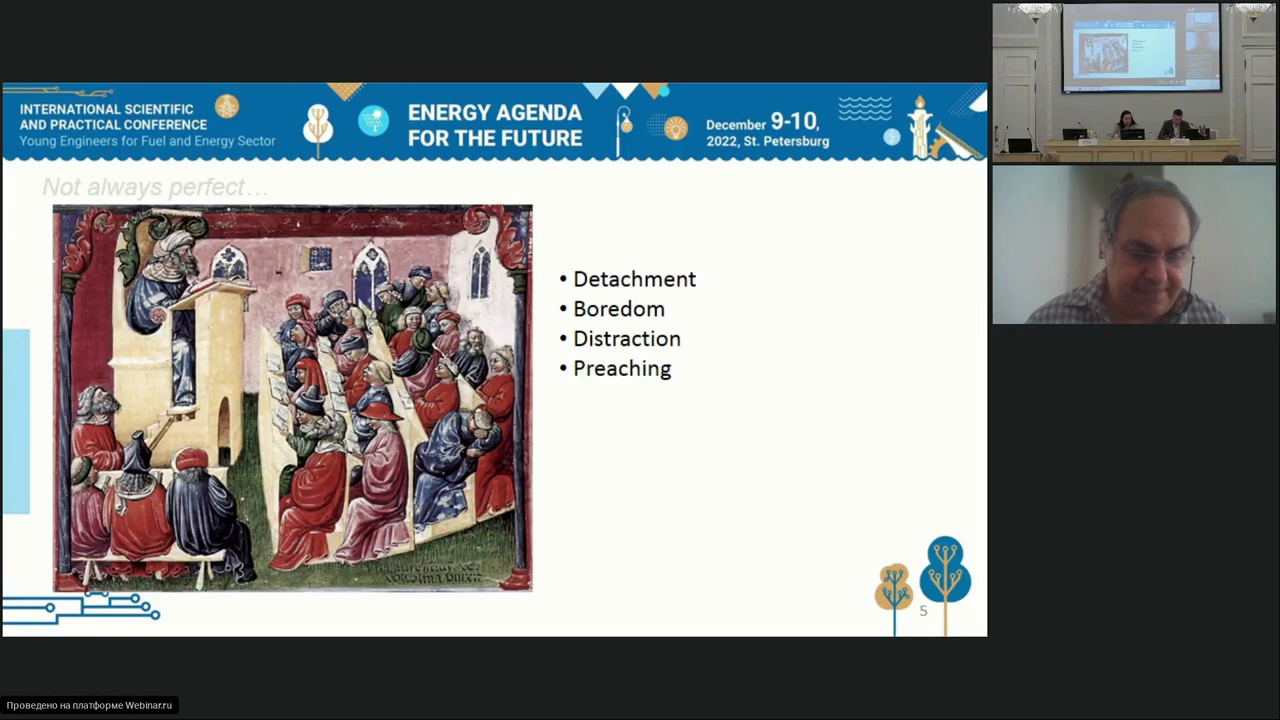 INTERNATIONAL SCIENTIFIC
AND PRACTICAL CONFERENCE
Young Engineers for Fuel and Energy Sector
ENERGY AGENDA
FOR THE FUTURE
December 9-10,
2022, St. Petersburg
Not always perfect…
• Detachment
• Boredom
• Distraction
• Preaching
5
Проведено на платформе Webinar.ru